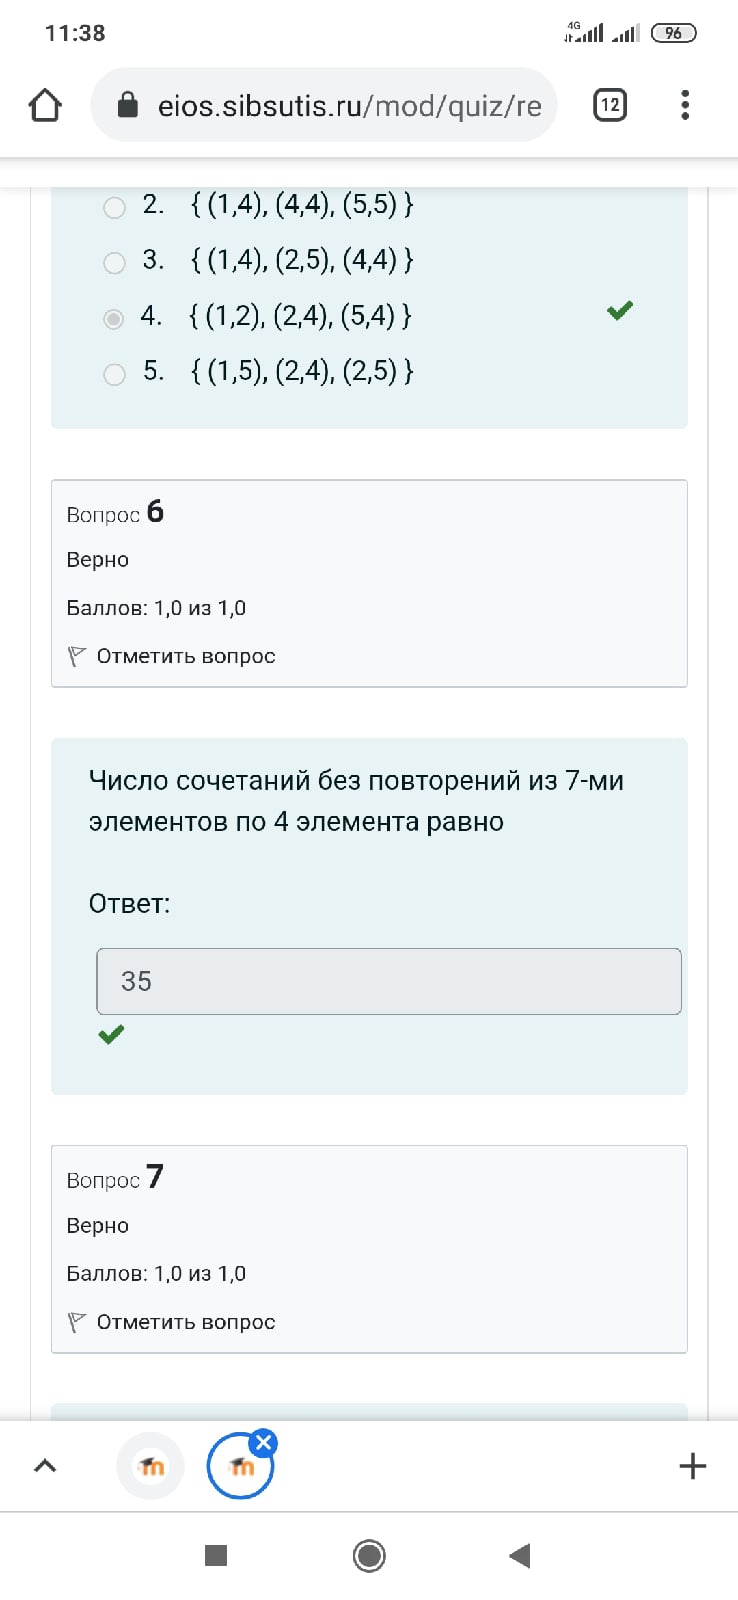 11:38
4G
96
eios.sibsutis.ru/mod/quiz/re
12
2. { (1,4), (4,4), (5,5) }
3. { (1,4), (2,5), (4,4) }
4. { (1,2), (2,4), (5,4) }
5. { (1,5), (2,4), (2,5) }
Вопрос 6
Верно
Баллов: 1,0 из 1,0
Отметить вопрос
Число сочетаний без повторений из 7-ми
элементов по 4 элемента равно
Ответ:
35
Вопрос 7
Верно
Баллов: 1,0 из 1,0
Отметить вопрос
m
m